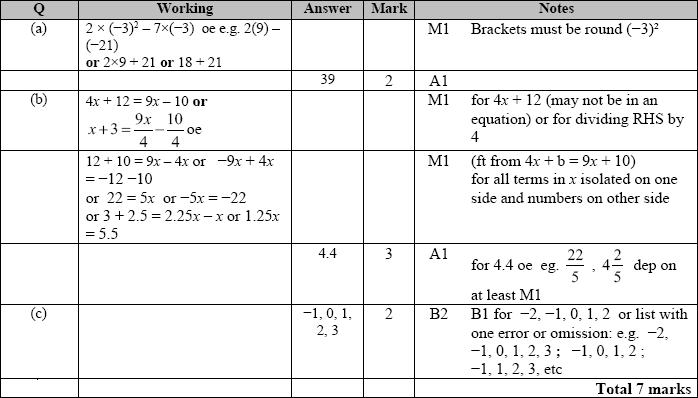 Q Working Answer Mark Notes
(a) 2 × (−3)² – 7×(−3) oe e.g. 2(9) – M1 Brackets must be round (−3)²
(−21)
or 2×9 + 21 or 18 + 21
39 2 A1
(b) 4x + 12 = 9x – 10 or M1 for 4x + 12 (may not be in an
x + 3 = 9x/4 − 10/4 oe equation) or for dividing RHS by
4
12 + 10 = 9x – 4x or −9x + 4x M1 (ft from 4x + b = 9x + 10)
= −12 −10 for all terms in x isolated on one
or 22 = 5x or −5x = −22 side and numbers on other side
or 3 + 2.5 = 2.25x – x or 1.25x
= 5.5
4.4 3 A1 for 4.4 oe eg. 22/5 , 4 2/5 dep on
at least M1
(c) −1, 0, 1, 2 B2 B1 for −2, −1, 0, 1, 2 or list with
2, 3 one error or omission: e.g. −2,
−1, 0, 1, 2, 3 ; −1, 0, 1, 2 ;
−1, 1, 2, 3, etc
Total 7 marks